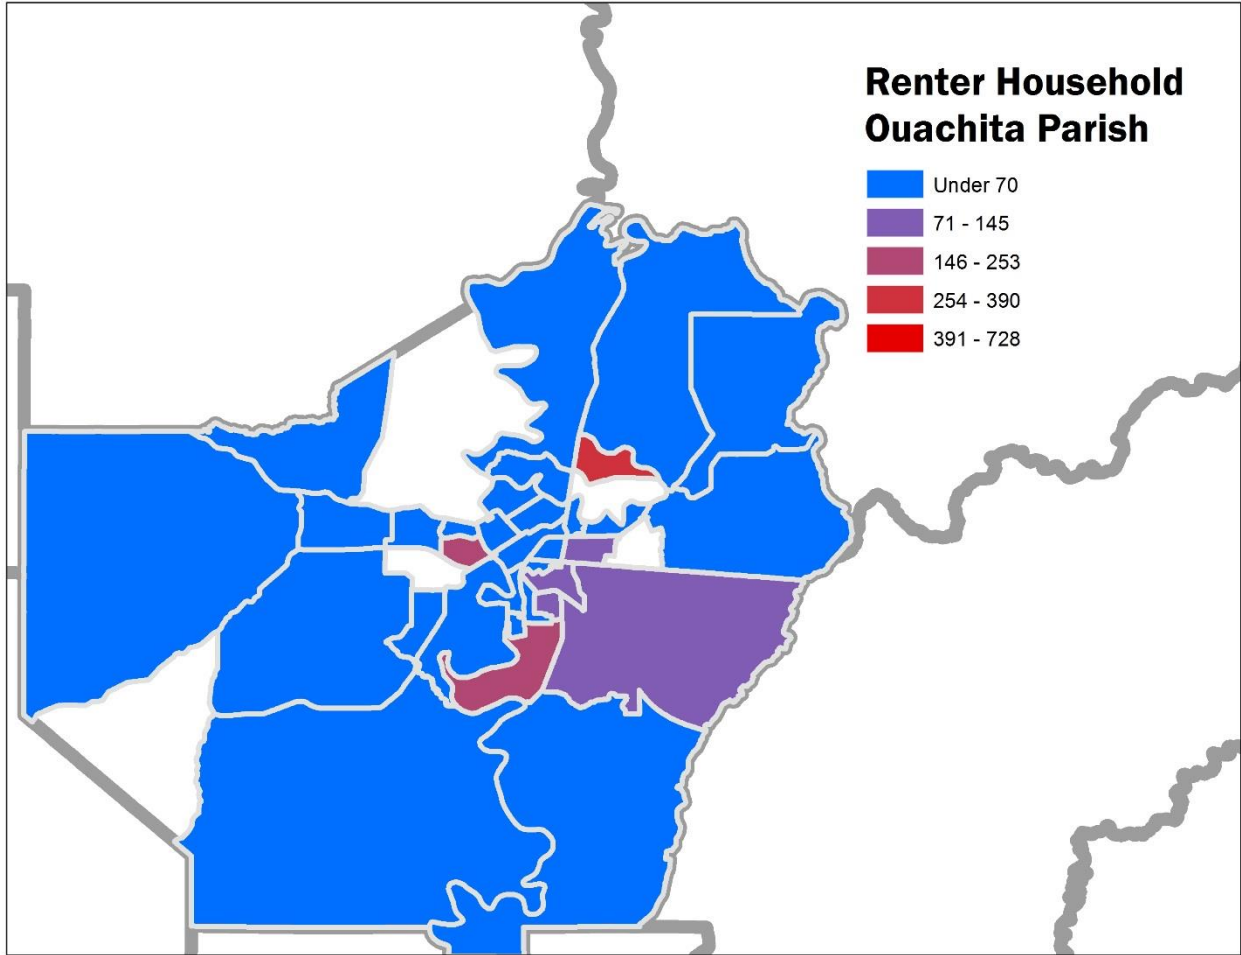 Renter Household
Ouachita Parish
Under 70
71 - 145
146 - 253
254 - 390
391 - 728